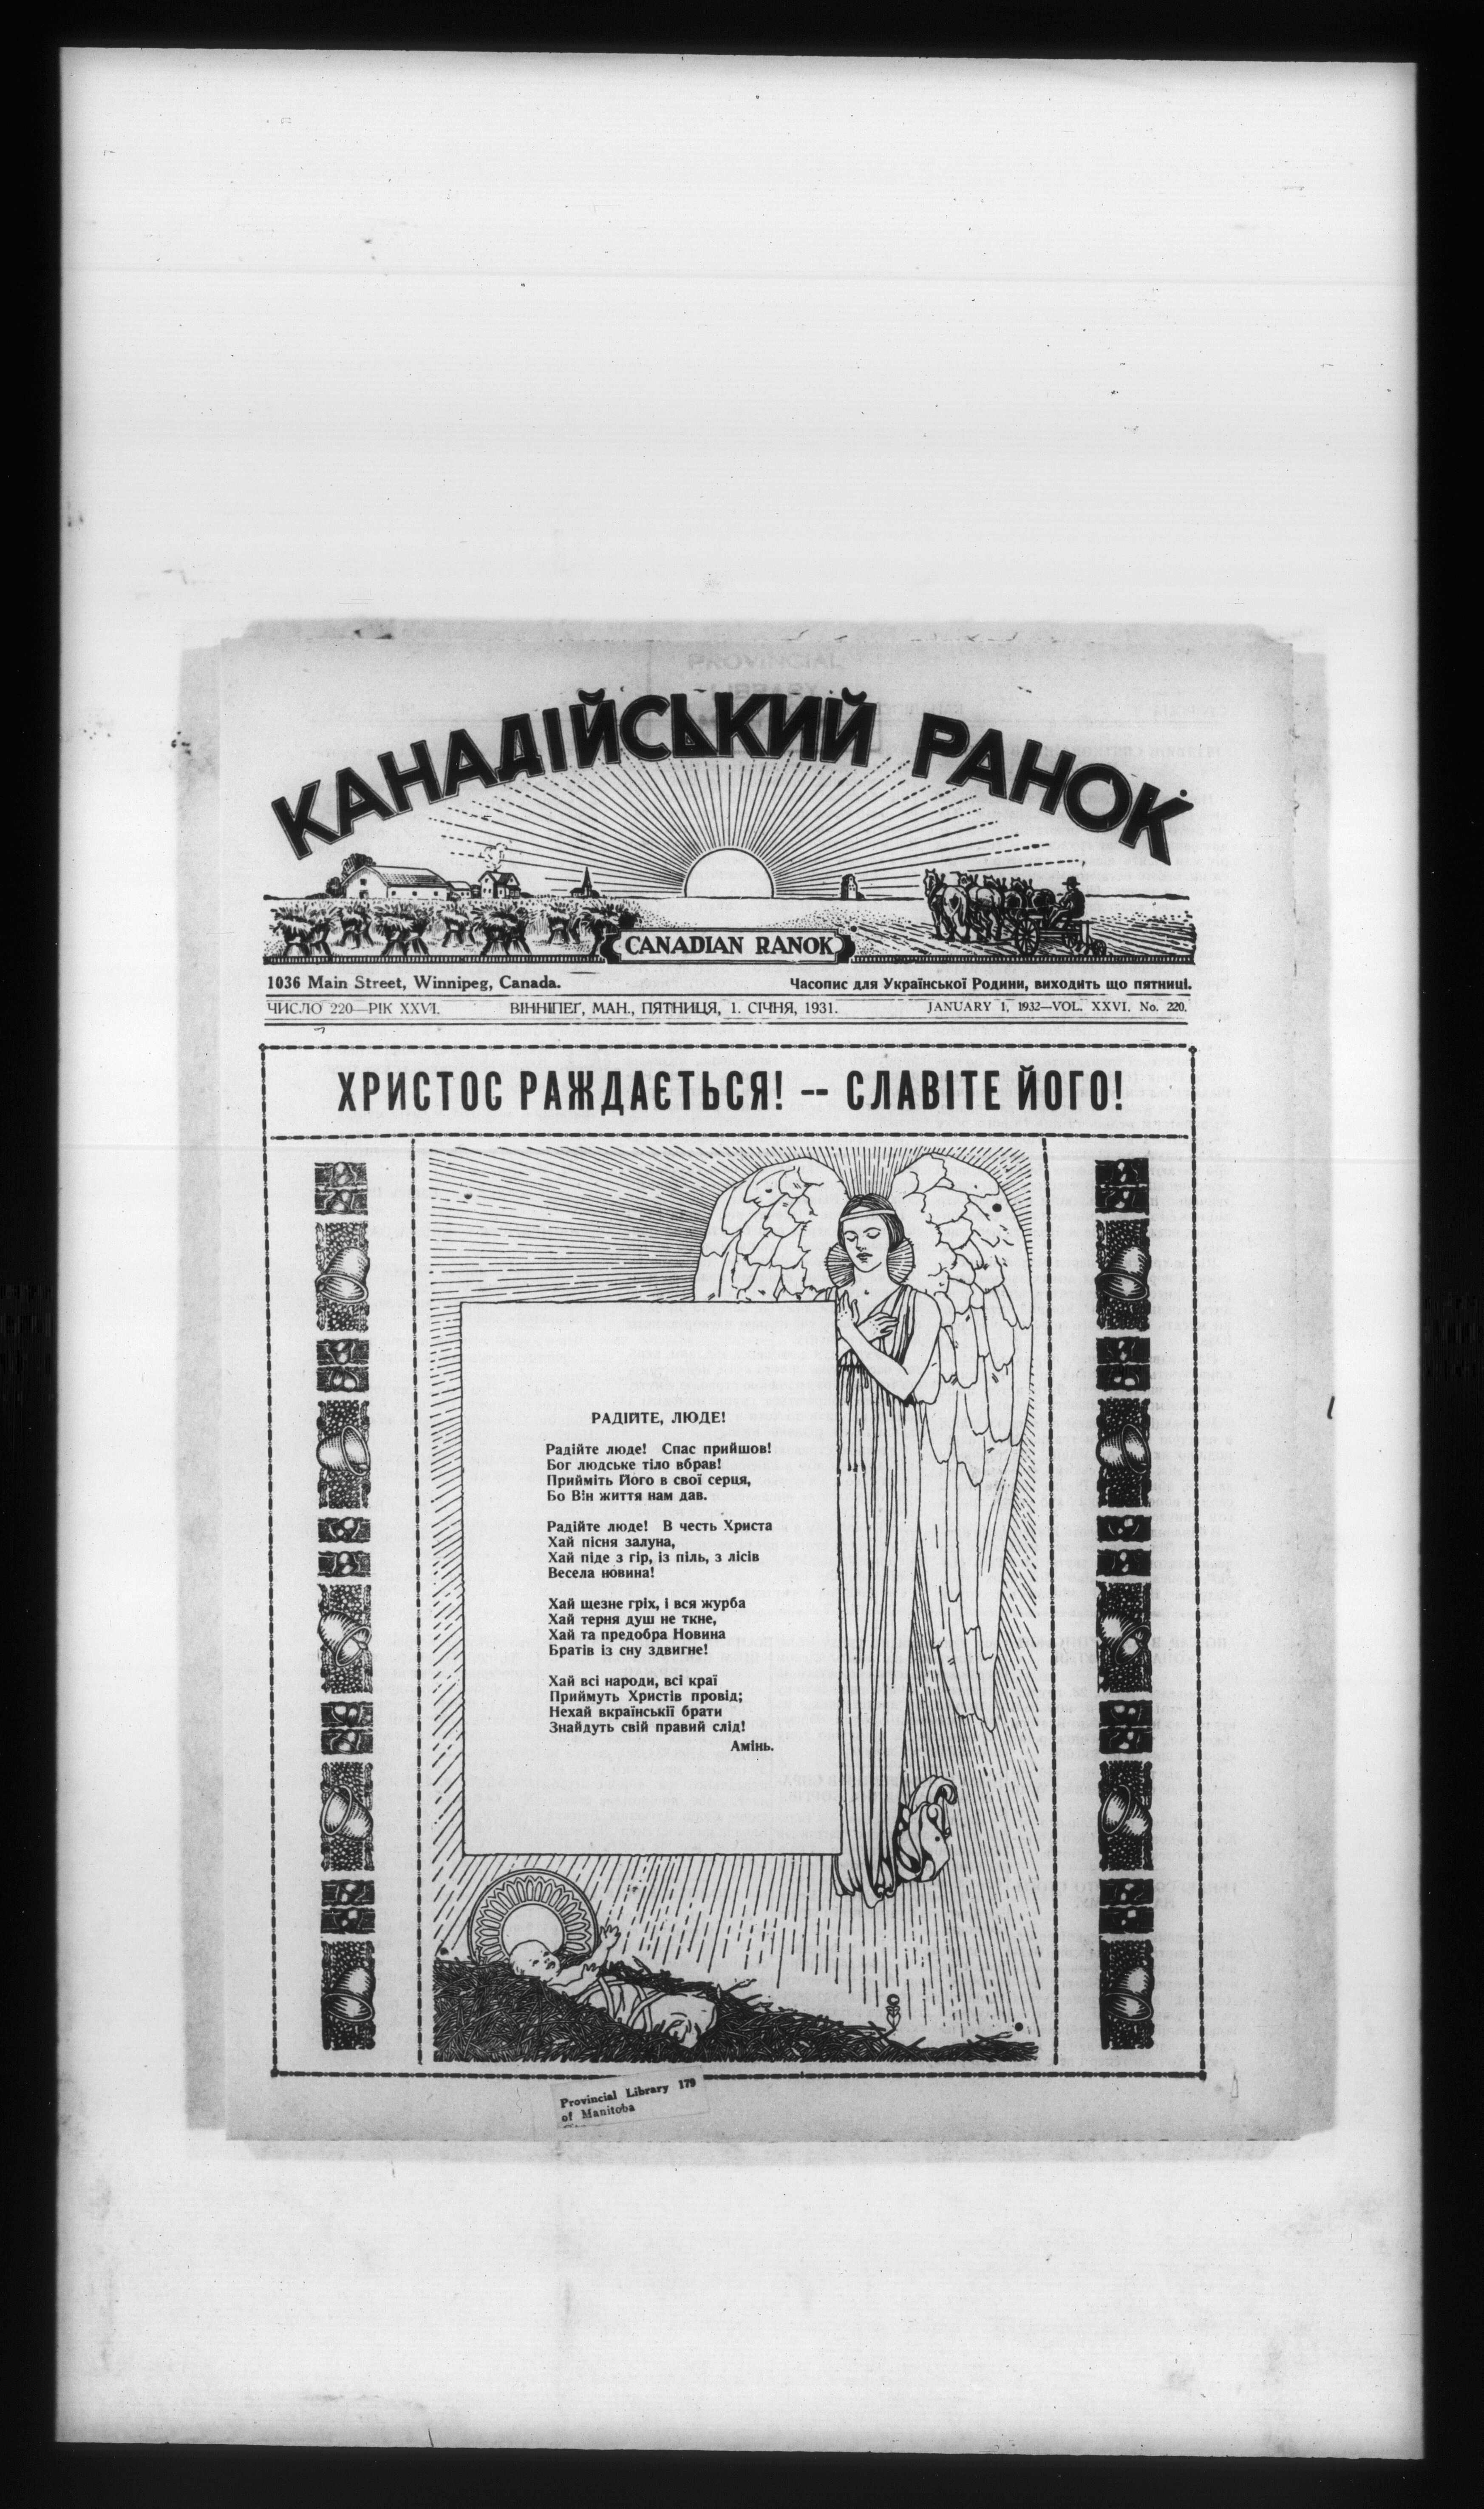 PROVINCIAL
LIBRARY
КАНАДІЙСЬКИЙ РАНОК
CANADIAN RANOK
1036 Main Street, Winnipeg, Canada.
Часопис для Української Родини, виходить що пятниці.
ЧИСЛО 220—РІК XXVI.
ВІННІПЕҐ, МАН., ПЯТНИЦЯ, 1. СІЧНЯ, 1931.
JANUARY 1, 1932—VOL. XXVI. No. 220.
ХРИСТОС РАЖДАЄТЬСЯ! -- СЛАВІТЕ ЙОГО!
РАДІЙТЕ, ЛЮДЕ!
Радійте люде! Спас прийшов!
Бог людське тіло вбрав!
Прийміть Його в свої серця,
Бо Він життя нам дав.
Радійте люде! В честь Христа
Хай пісня залуна,
Хай піде з гір, із піль, з лісів
Весела новина!
Хай щезне гріх, і вся журба
Хай терня душ не ткне,
Хай та предобра Новина
Братів із сну здвигне!
Хай всі народи, всі краї
Приймуть Христів провід;
Нехай вкраїнськії брати
Знайдуть свій правий слід!
Амінь.
Provincial Library 179
of Manitoba